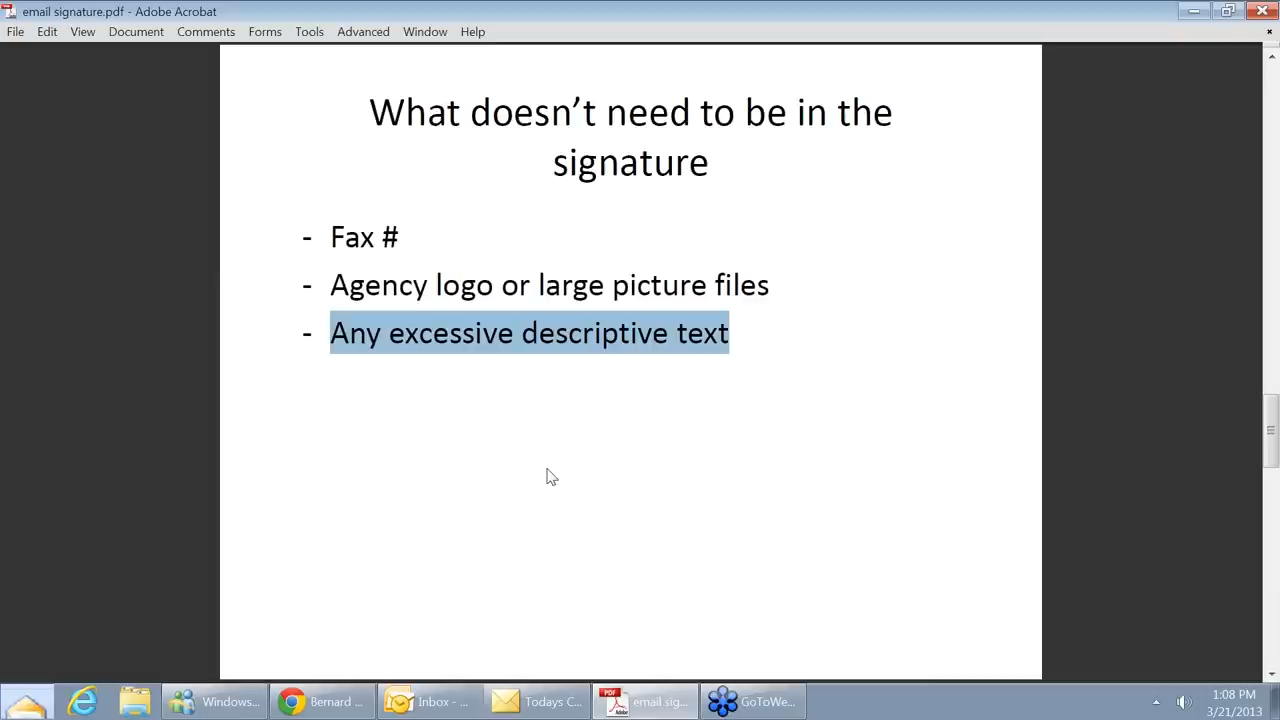 email signature.pdf - Adobe Acrobat
File Edit View Document Comments Forms Tools Advanced Window Help
What doesn’t need to be in the
signature
- Fax #
- Agency logo or large picture files
- Any excessive descriptive text
Windows... Bernard ... Inbox - ... Todays C... PDF Adobe email sig... GoToWe... 1:08 PM
3/21/2013